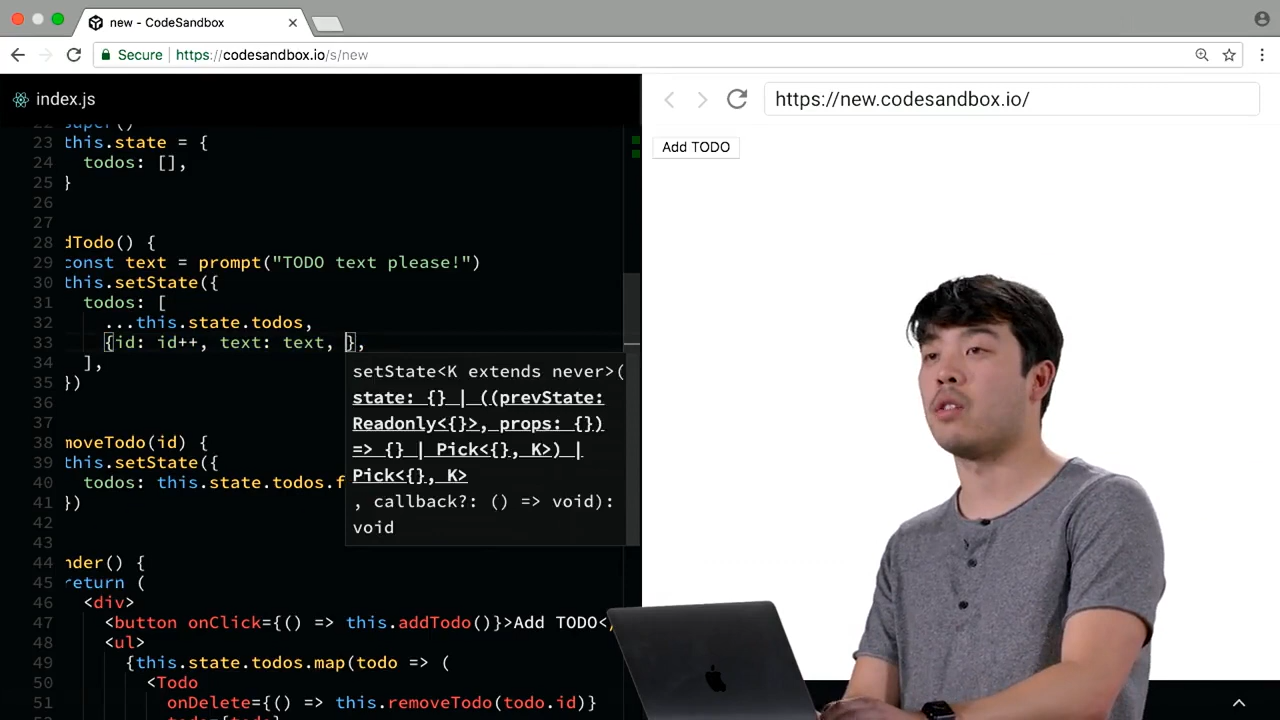 new - CodeSandbox
Secure
https://codesandbox.io/s/new
index.js
https://new.codesandbox.io/
Add TODO
22 super()
23 this.state = {
24 todos: [],
25 }
26
27
28 dTodo() {
29 const text = prompt("TODO text please!")
30 this.setState({
31 todos: [
32 ...this.state.todos,
33 {id: id++, text: text, },
34 ],
35 })
36
37
38 moveTodo(id) {
39 this.setState({
40 todos: this.state.todos.f
41 })
42
43
44 nder() {
45 return (
46 <div>
47 <button onClick={() => this.addTodo()}>Add TODO<
48 <ul>
49 {this.state.todos.map(todo => (
50 <Todo
51 onDelete={() => this.removeTodo(todo.id)}
todo={todo}
setState<K extends never>(
state: {} | ((prevState:
Readonly<{}>, props: {})
=> {} | Pick<{}, K>) |
Pick<{}, K>
, callback?: () => void):
void